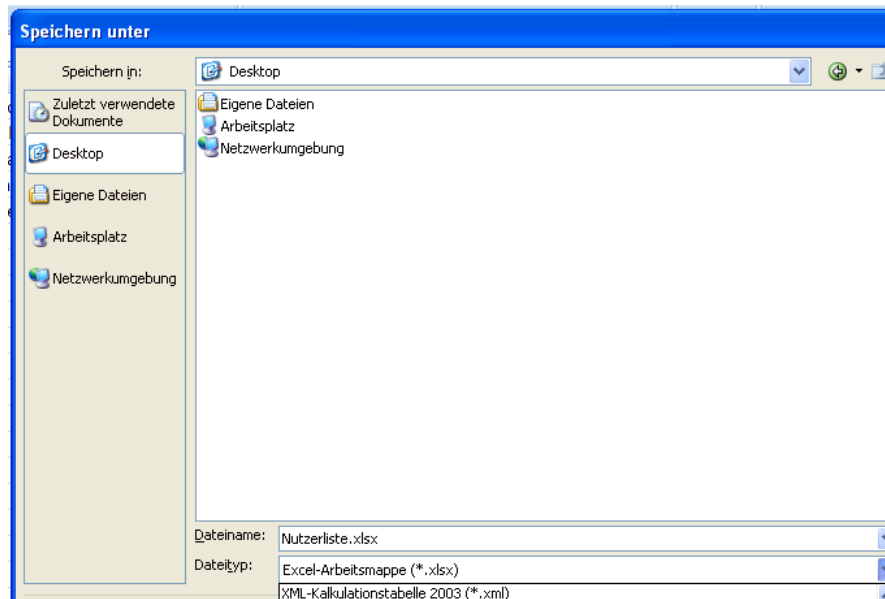 Speichern unter
Speichern in:
Desktop
Zuletzt verwendete
Dokumente
Desktop
Eigene Dateien
Arbeitsplatz
Netzwerkumgebung
Eigene Dateien
Arbeitsplatz
Netzwerkumgebung
Dateiname:
Nutzerliste.xlsx
Dateityp:
Excel-Arbeitsmappe (*.xlsx)
XML-Kalkulationstabelle 2003 (*.xml)